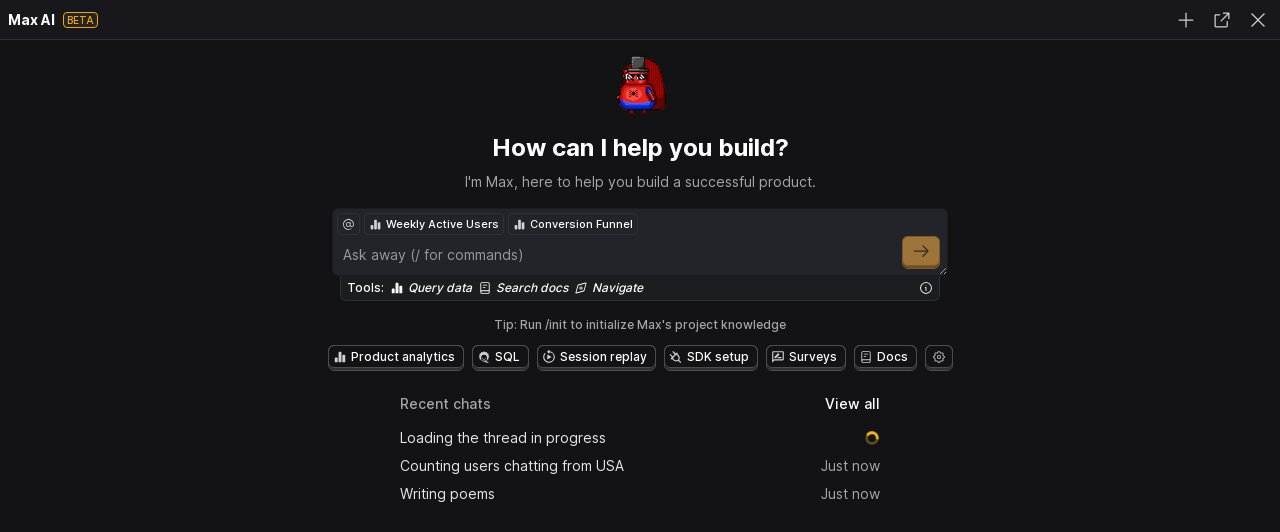 Max AI BETA
How can I help you build?
I'm Max, here to help you build a successful product.
@ Weekly Active Users Conversion Funnel
Ask away (/ for commands)
Tools: Query data Search docs Navigate
Tip: Run /init to initialize Max's project knowledge
Product analytics SQL Session replay SDK setup Surveys Docs
Recent chats View all
Loading the thread in progress
Counting users chatting from USA Just now
Writing poems Just now